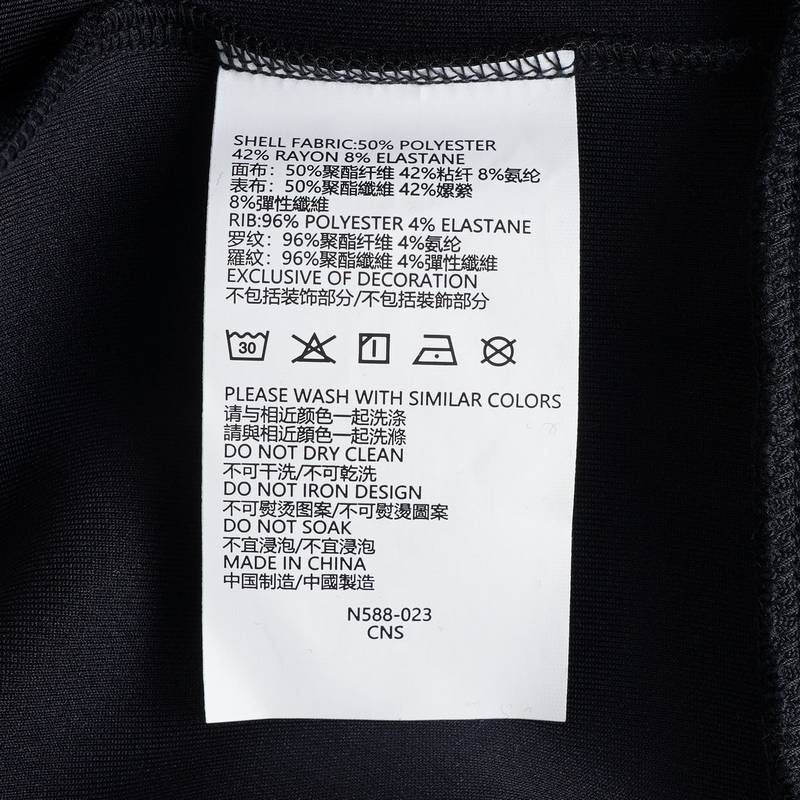 SHELL FABRIC:50% POLYESTER
42% RAYON 8% ELASTANE
面布：50%聚酯纤维 42%粘纤 8%氨纶
表布：50%聚酯纖維 42%嫘縈
8%彈性纖維
RIB:96% POLYESTER 4% ELASTANE
罗纹：96%聚酯纤维 4%氨纶
羅紋：96%聚酯纖維 4%彈性纖維
EXCLUSIVE OF DECORATION
不包括装饰部分/不包括裝飾部分
30
PLEASE WASH WITH SIMILAR COLORS
请与相近颜色一起洗涤
請與相近顏色一起洗滌
DO NOT DRY CLEAN
不可干洗/不可乾洗
DO NOT IRON DESIGN
不可熨烫图案/不可熨燙圖案
DO NOT SOAK
不宜浸泡/不宜浸泡
MADE IN CHINA
中国制造/中國製造
N588-023
CNS